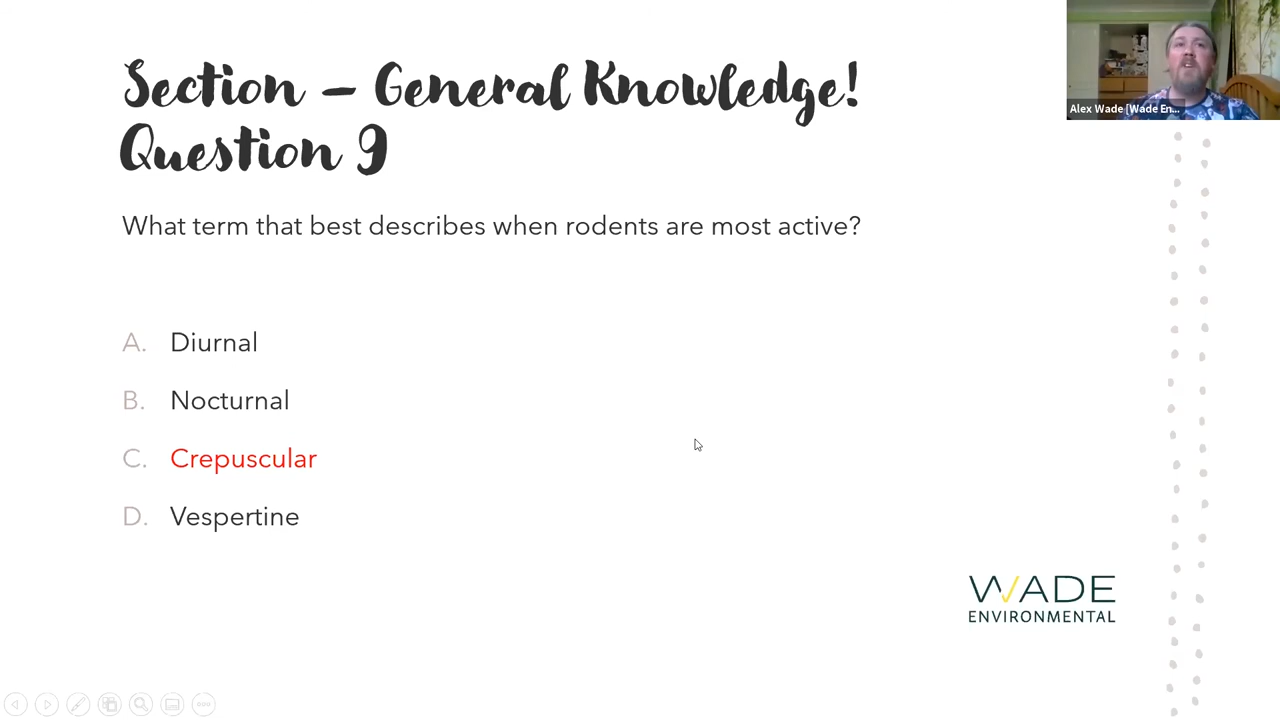 Section – General Knowledge!
Question 9
What term that best describes when rodents are most active?
A. Diurnal
B. Nocturnal
C. Crepuscular
D. Vespertine
WADE
ENVIRONMENTAL
Alex Wade [Wade En...